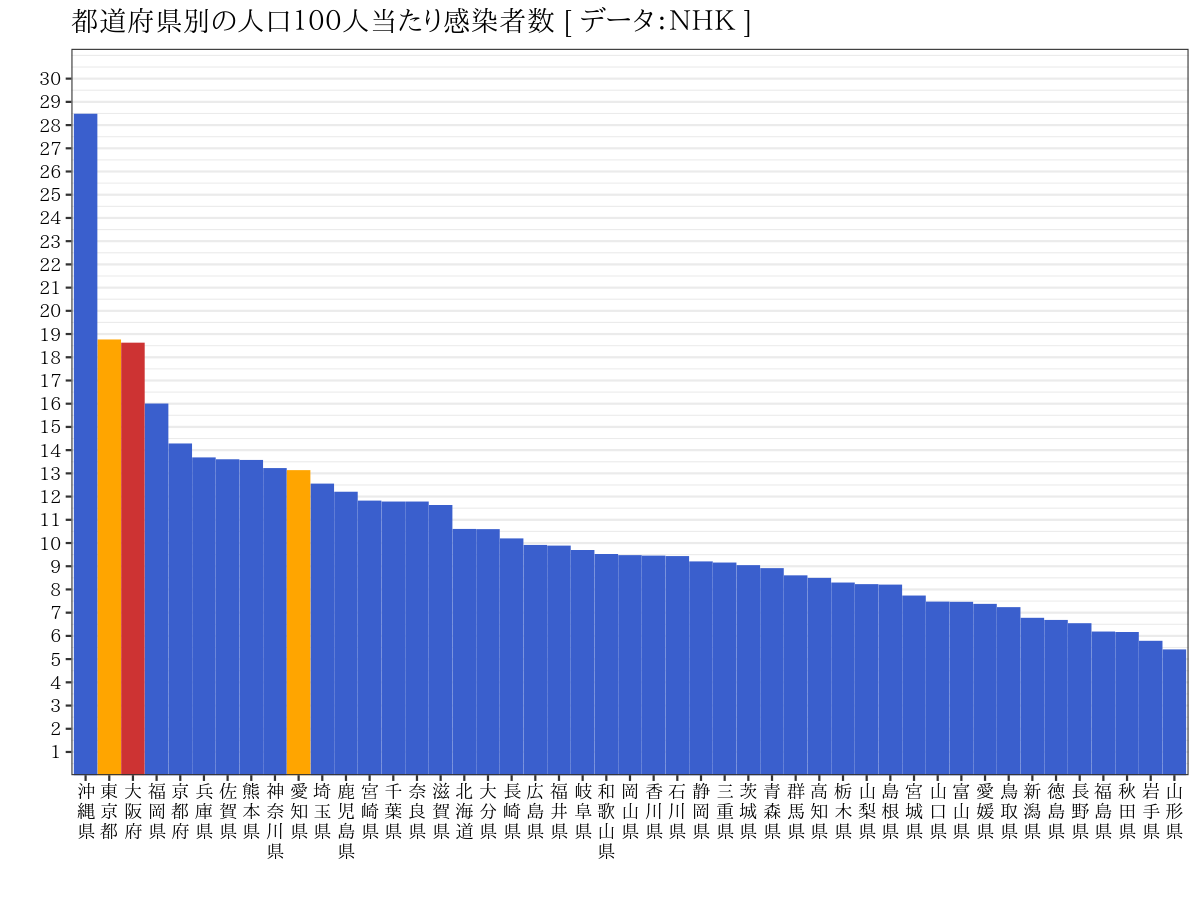 都道府県別の人口100人当たり感染者数 [ データ：NHK ]
30
29
28
27
26
25
24
23
22
21
20
19
18
17
16
15
14
13
12
11
10
9
8
7
6
5
4
3
2
1
沖縄県
東京都
大阪府
福岡県
京都府
兵庫県
佐賀県
熊本県
神奈川県
愛知県
埼玉県
鹿児島県
宮崎県
千葉県
奈良県
滋賀県
北海道
大分県
長崎県
広島県
福井県
岐阜県
和歌山県
岡山県
香川県
石川県
静岡県
三重県
茨城県
青森県
群馬県
高知県
栃木県
山梨県
島根県
宮城県
山口県
富山県
愛媛県
鳥取県
新潟県
徳島県
長野県
福島県
秋田県
岩手県
山形県